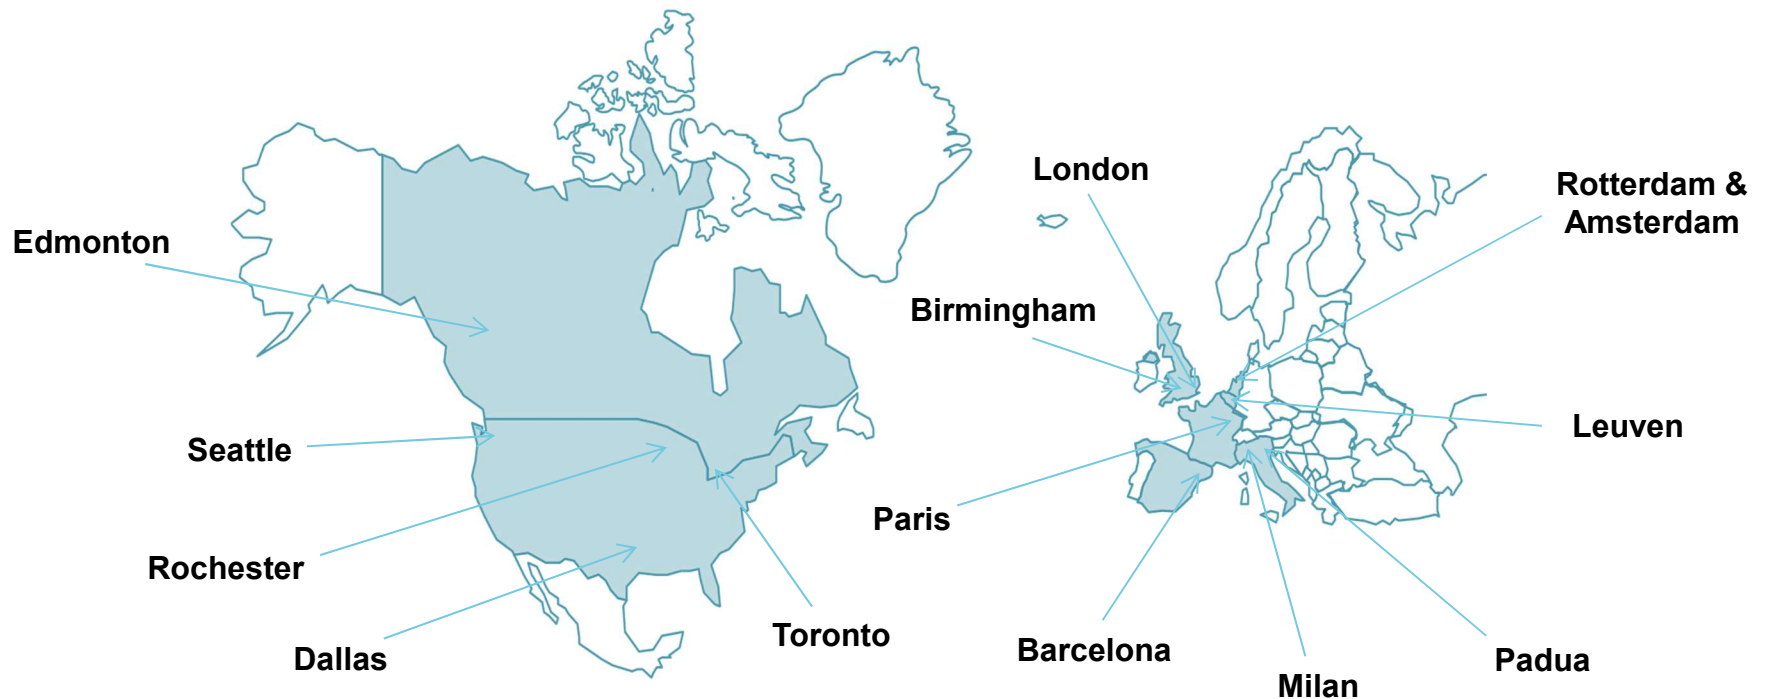 London
Rotterdam &
Amsterdam
Edmonton
Birmingham
Seattle
Leuven
Paris
Rochester
Toronto
Barcelona
Dallas
Padua
Milan